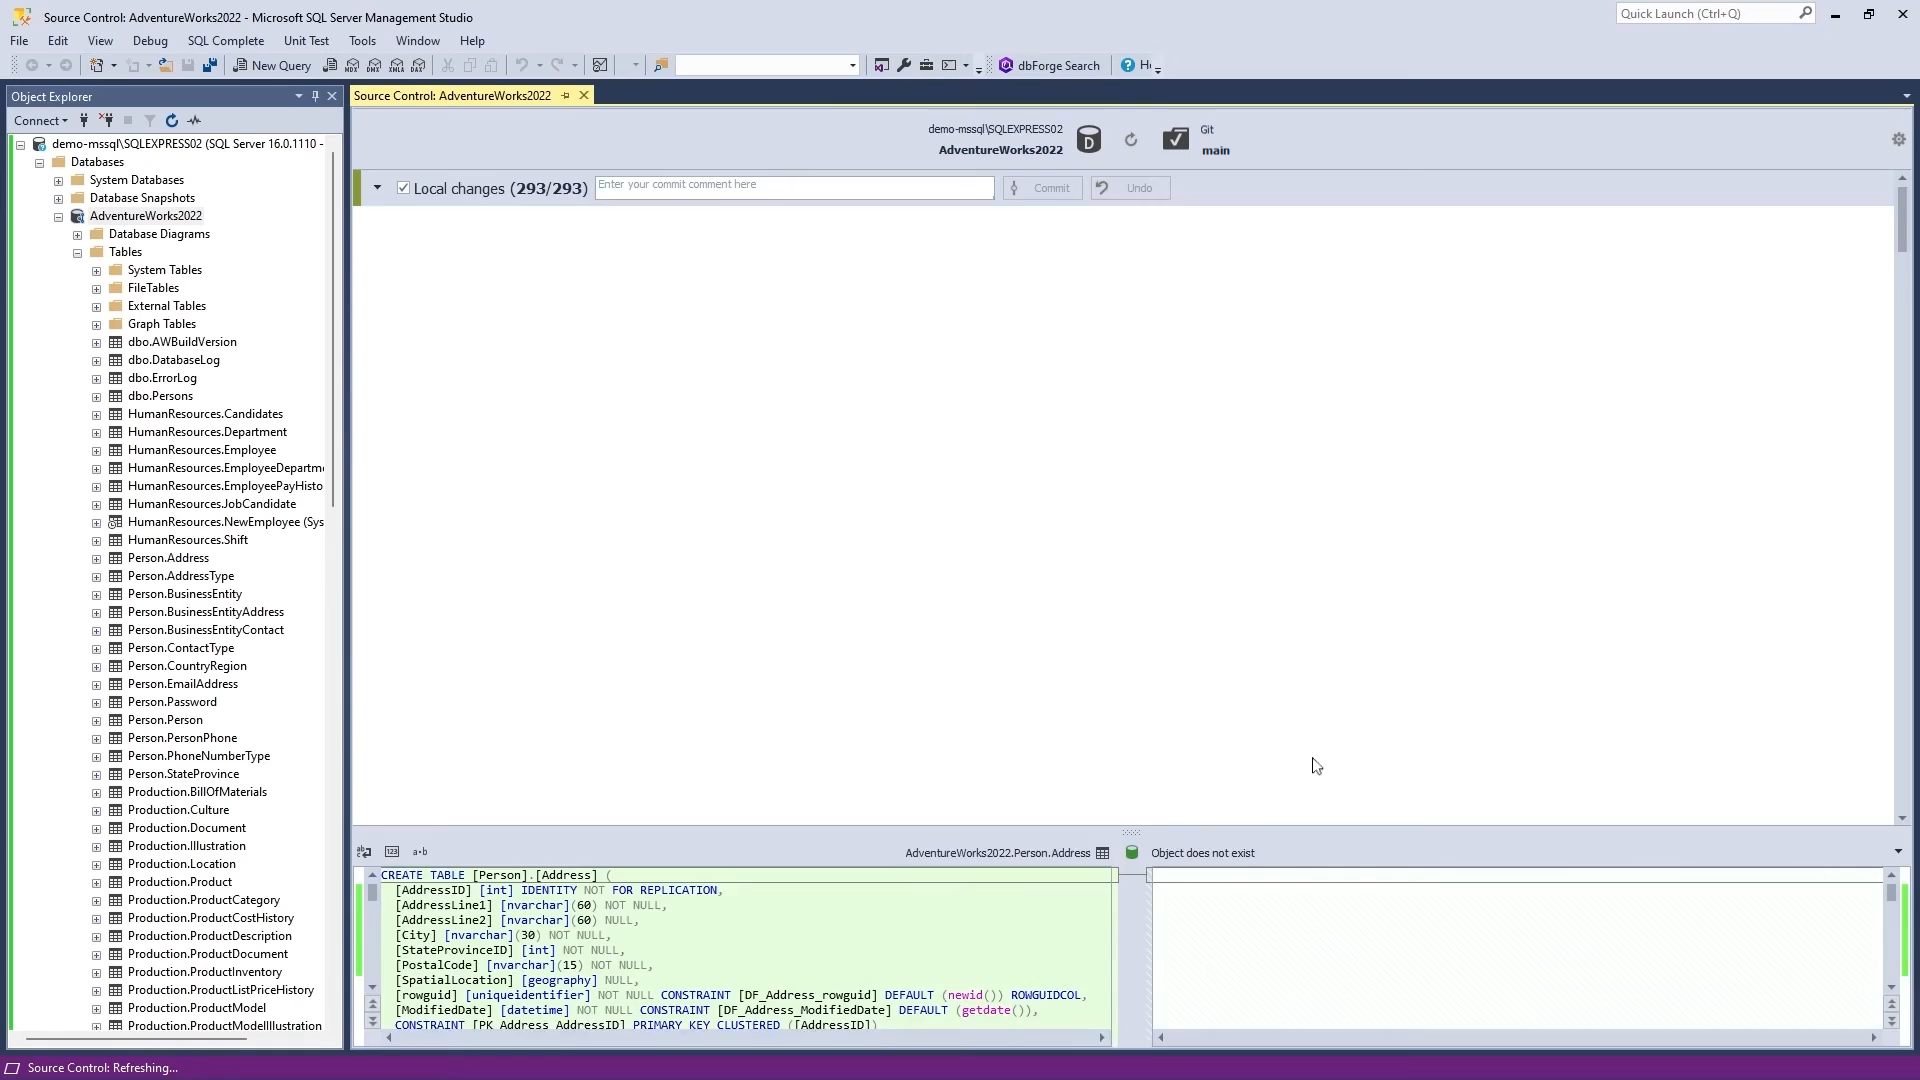 Source Control: AdventureWorks2022 - Microsoft SQL Server Management Studio
Quick Launch (Ctrl+Q)
File Edit View Debug SQL Complete Unit Test Tools Window Help
New Query
MDX DMX XMLA DAX
dbForge Search
Object Explorer
Source Control: AdventureWorks2022
Connect
demo-mssql\SQLEXPRESS02 (SQL Server 16.0.1110 -
Databases
System Databases
Database Snapshots
AdventureWorks2022
Database Diagrams
Tables
System Tables
FileTables
External Tables
Graph Tables
dbo.AWBuildVersion
dbo.DatabaseLog
dbo.ErrorLog
dbo.Persons
HumanResources.Candidates
HumanResources.Department
HumanResources.Employee
HumanResources.EmployeeDepartme
HumanResources.EmployeePayHisto
HumanResources.JobCandidate
HumanResources.NewEmployee (Sys
HumanResources.Shift
Person.Address
Person.AddressType
Person.BusinessEntity
Person.BusinessEntityAddress
Person.BusinessEntityContact
Person.ContactType
Person.CountryRegion
Person.EmailAddress
Person.Password
Person.Person
Person.PersonPhone
Person.PhoneNumberType
Person.StateProvince
Production.BillOfMaterials
Production.Culture
Production.Document
Production.Illustration
Production.Location
Production.Product
Production.ProductCategory
Production.ProductCostHistory
Production.ProductDescription
Production.ProductDocument
Production.ProductInventory
Production.ProductListPriceHistory
Production.ProductModel
Production.ProductModelIllustration
demo-mssql\SQLEXPRESS02
AdventureWorks2022
D
Git
main
Local changes (293/293)
Enter your commit comment here
Commit
Undo
123
a·b
AdventureWorks2022.Person.Address
Object does not exist
CREATE TABLE [Person].[Address] (
[AddressID] [int] IDENTITY NOT FOR REPLICATION,
[AddressLine1] [nvarchar](60) NOT NULL,
[AddressLine2] [nvarchar](60) NULL,
[City] [nvarchar](30) NOT NULL,
[StateProvinceID] [int] NOT NULL,
[PostalCode] [nvarchar](15) NOT NULL,
[SpatialLocation] [geography] NULL,
[rowguid] [uniqueidentifier] NOT NULL CONSTRAINT [DF_Address_rowguid] DEFAULT (newid()) ROWGUIDCOL,
[ModifiedDate] [datetime] NOT NULL CONSTRAINT [DF_Address_ModifiedDate] DEFAULT (getdate()),
CONSTRAINT [PK_Address_AddressID] PRIMARY KEY CLUSTERED ([AddressID])
Source Control: Refreshing...